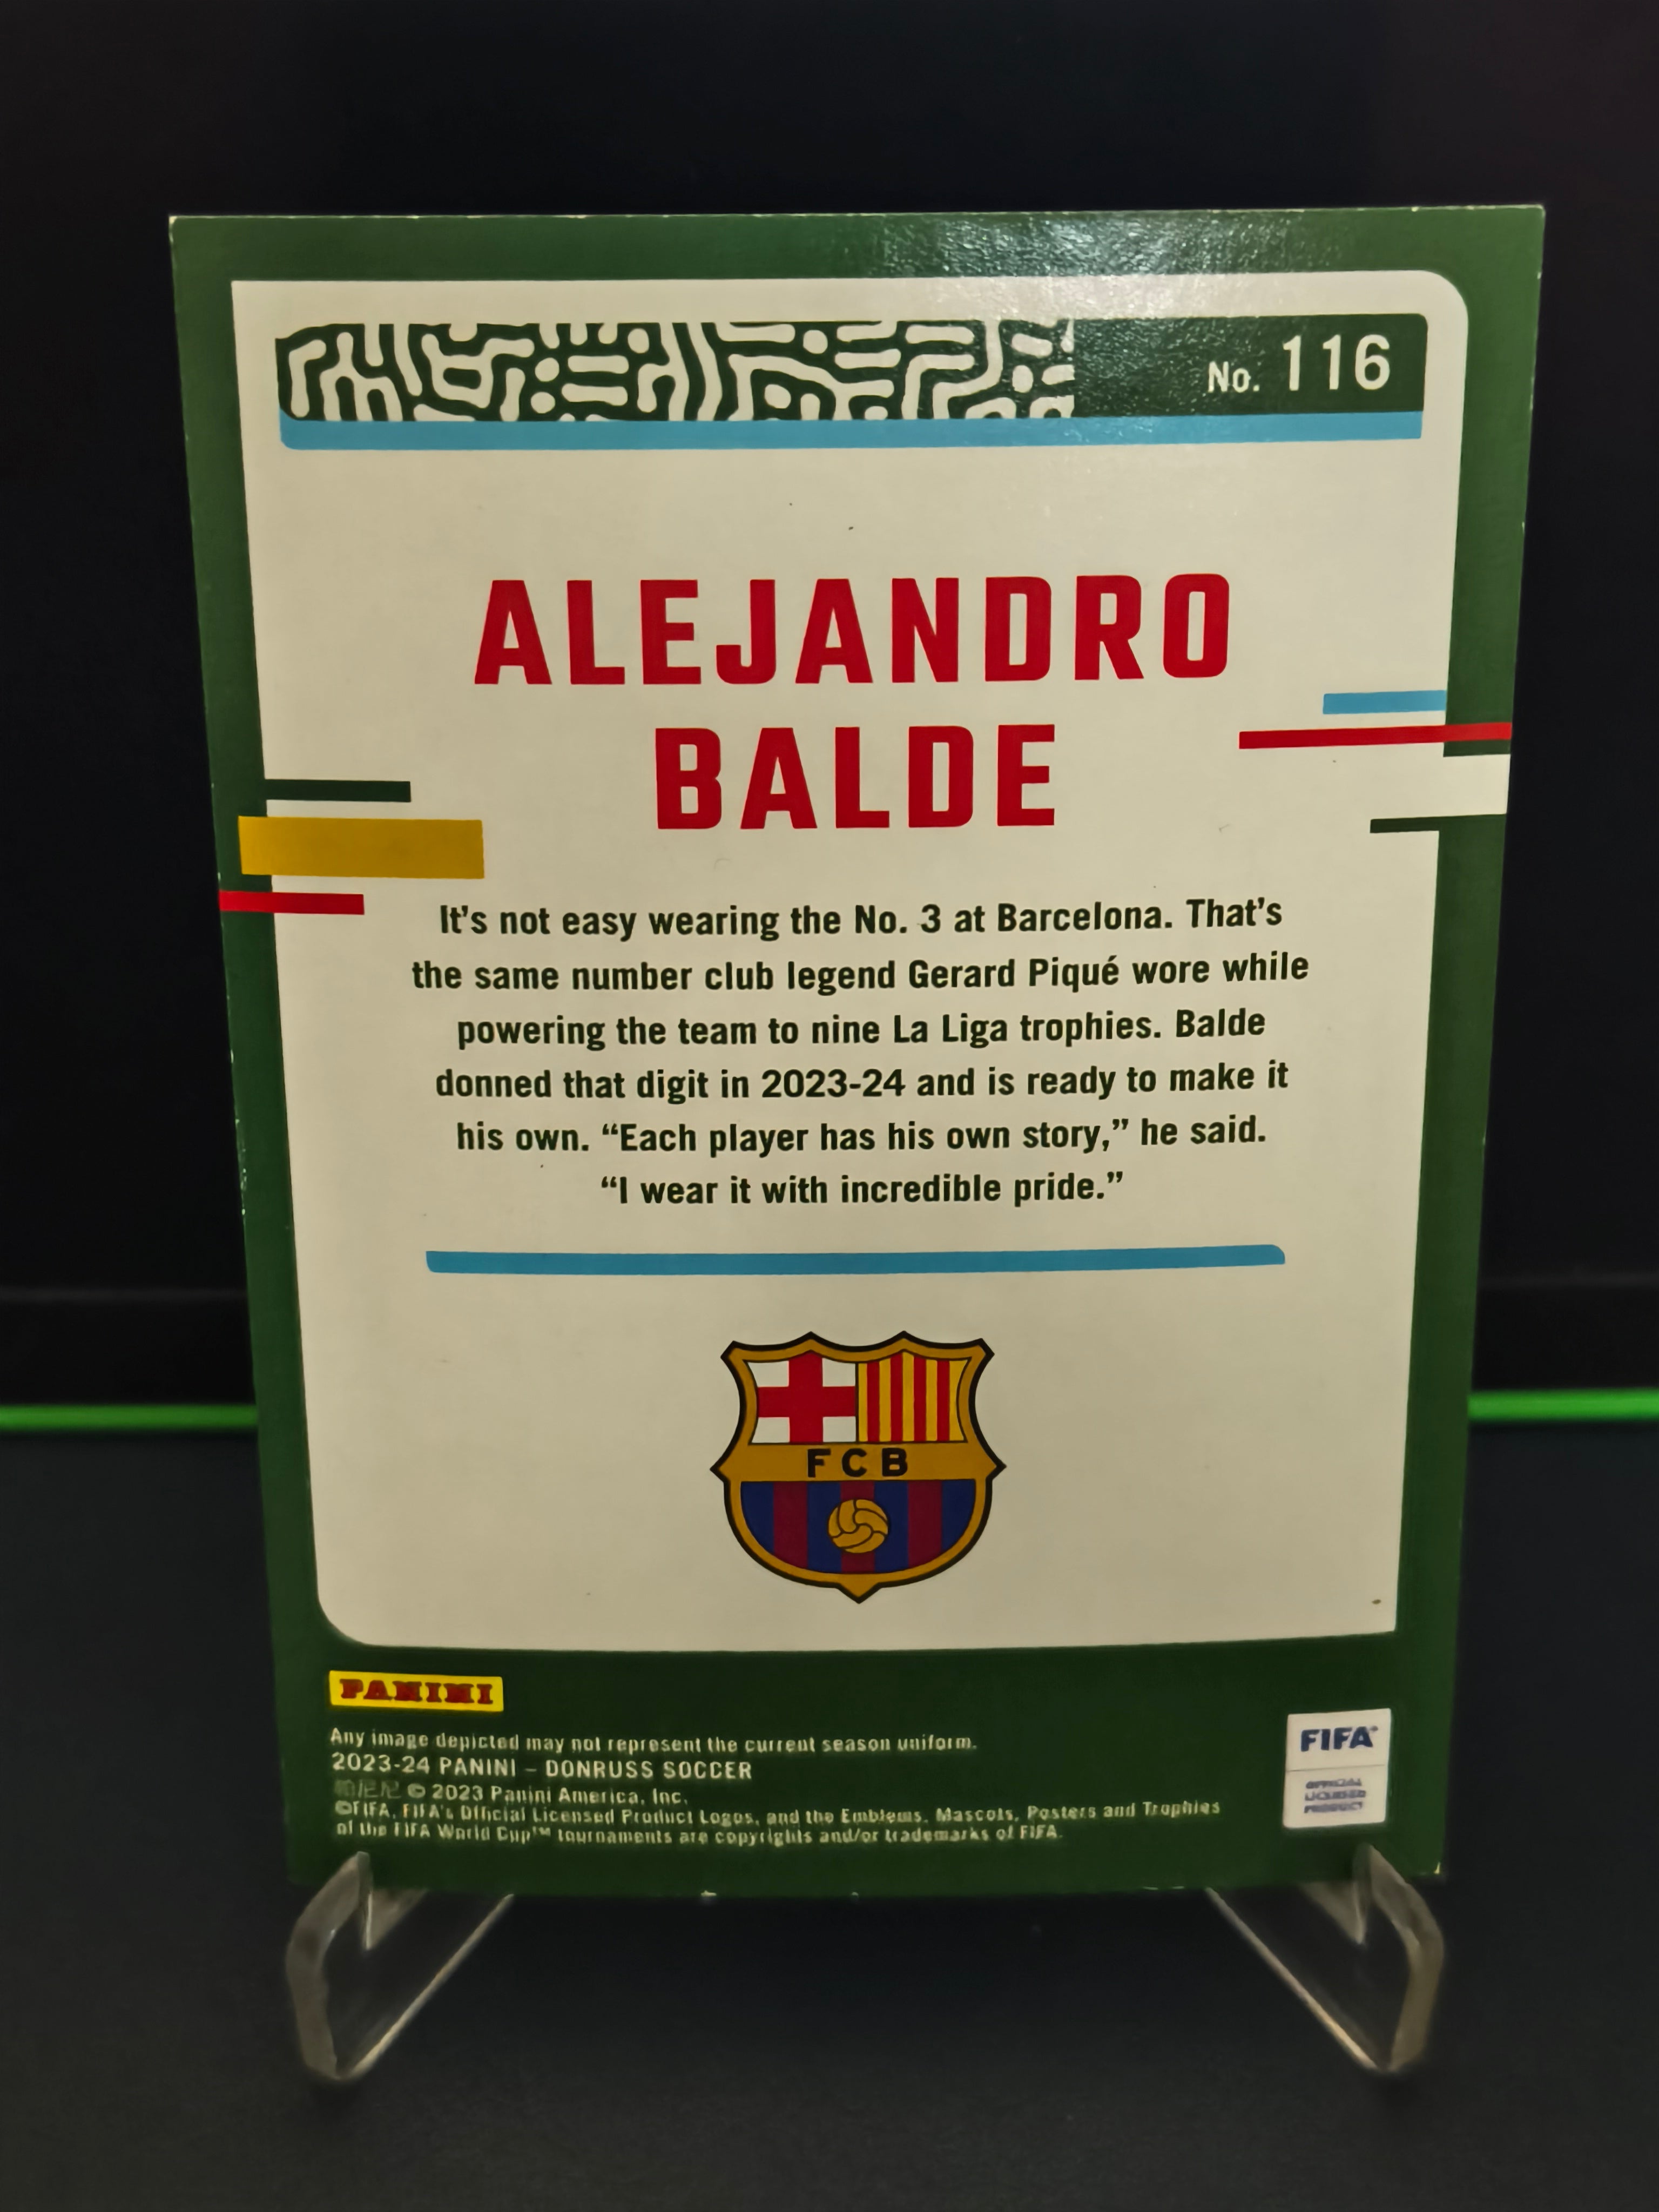 No. 116
ALEJANDRO
BALDE
It's not easy wearing the No. 3 at Barcelona. That's
the same number club legend Gerard Piqué wore while
powering the team to nine La Liga trophies. Balde
donned that digit in 2023-24 and is ready to make it
his own. “Each player has his own story,” he said.
“I wear it with incredible pride.”
FCB
PANINI
Any image depicted may not represent the current season uniform.
2023-24 PANINI – DONRUSS SOCCER
帕尼尼 © 2023 Panini America, Inc.
©FIFA, FIFA's Official Licensed Product Logos, and the Emblems, Mascots, Posters and Trophies
of the FIFA World Cup™ tournaments are copyrights and/or trademarks of FIFA.
FIFA®
OFFICIAL
LICENSED
PRODUCT